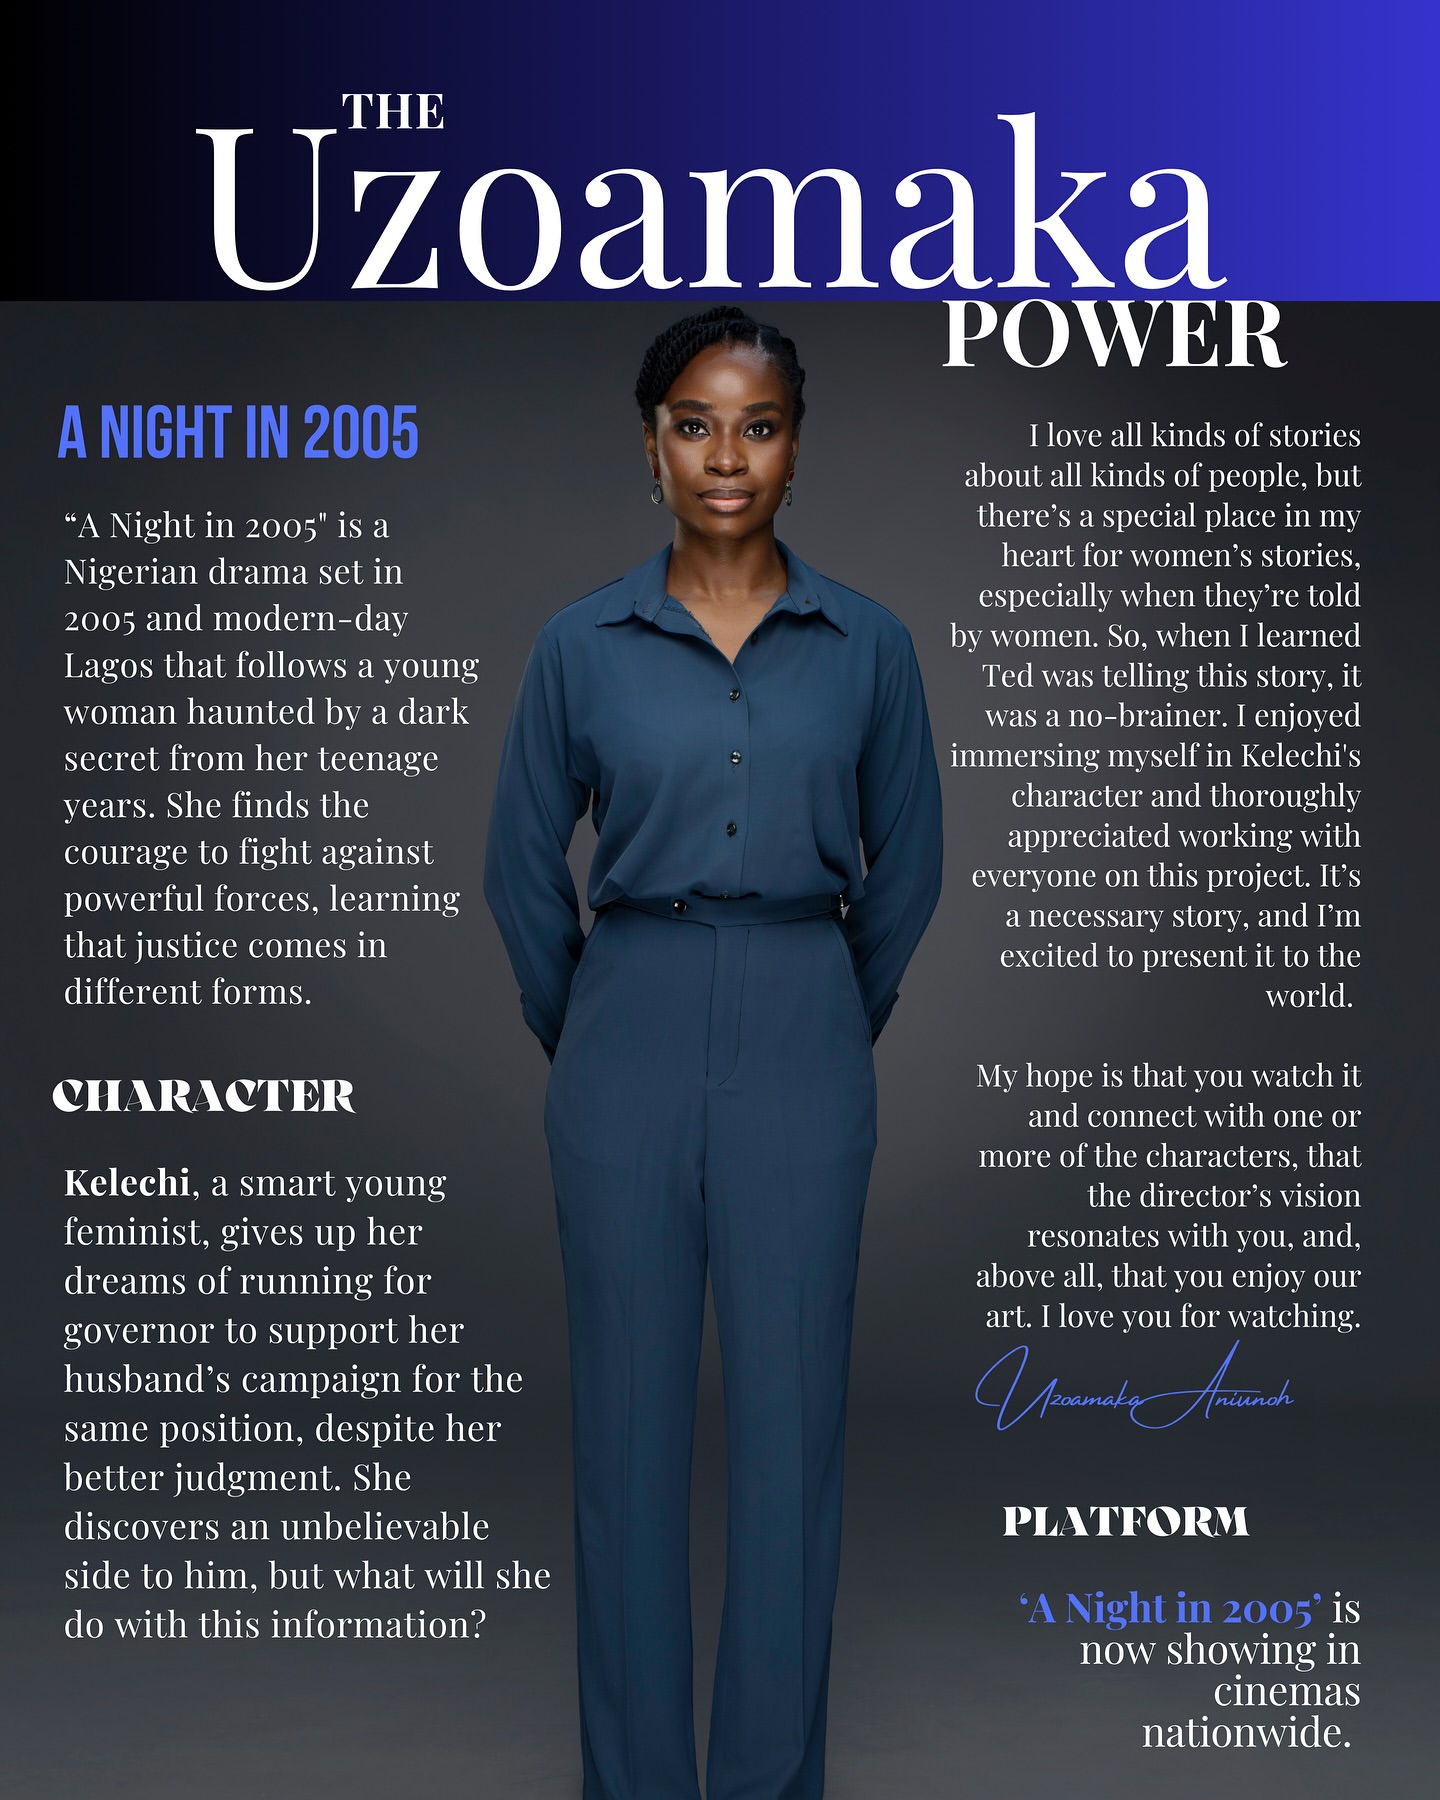 THE
Uzoamaka
POWER
A NIGHT IN 2005
“A Night in 2005" is a
Nigerian drama set in
2005 and modern-day
Lagos that follows a young
woman haunted by a dark
secret from her teenage
years. She finds the
courage to fight against
powerful forces, learning
that justice comes in
different forms.
CHARACTER
Kelechi, a smart young
feminist, gives up her
dreams of running for
governor to support her
husband’s campaign for the
same position, despite her
better judgment. She
discovers an unbelievable
side to him, but what will she
do with this information?
I love all kinds of stories
about all kinds of people, but
there’s a special place in my
heart for women’s stories,
especially when they’re told
by women. So, when I learned
Ted was telling this story, it
was a no-brainer. I enjoyed
immersing myself in Kelechi's
character and thoroughly
appreciated working with
everyone on this project. It’s
a necessary story, and I’m
excited to present it to the
world.
My hope is that you watch it
and connect with one or
more of the characters, that
the director’s vision
resonates with you, and,
above all, that you enjoy our
art. I love you for watching.
Uzoamaka Aniunoh
PLATFORM
‘A Night in 2005’ is
now showing in
cinemas
nationwide.